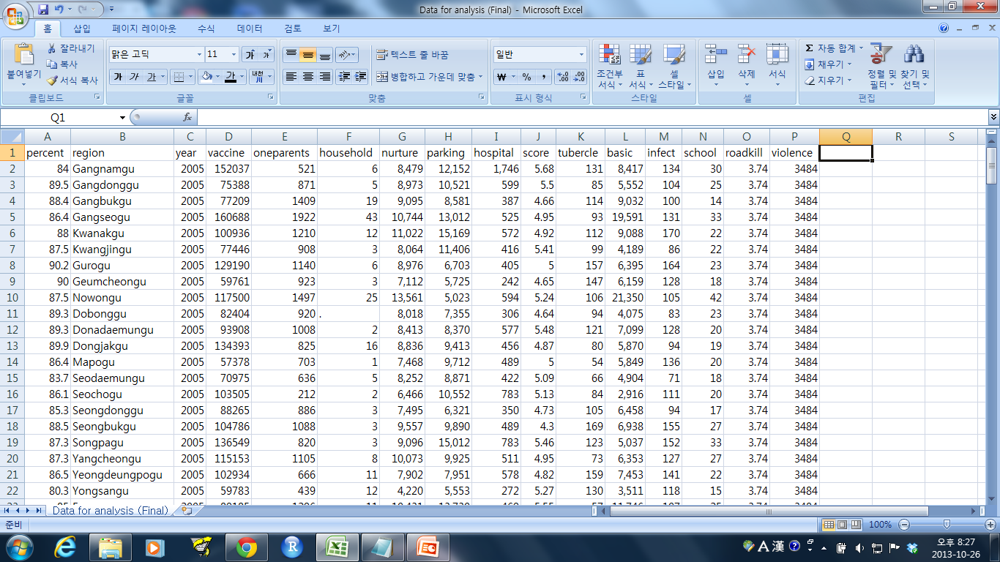 Data for analysis (Final) - Microsoft Excel
홈 삽입 페이지 레이아웃 수식 데이터 검토 보기
붙여넣기 잘라내기 복사 서식 복사 클립보드
맑은 고딕 11 가 가 가 가 가 내천 글꼴
텍스트 줄 바꿈 병합하고 가운데 맞춤 맞춤
일반 ₩ % , 표시 형식
조건부 서식 표 서식 셀 스타일 스타일
삽입 삭제 서식 셀
Σ 자동 합계 채우기 지우기 정렬 및 필터 찾기 및 선택 편집
Q1 fx
A B C D E F G H I J K L M N O P Q R S
1 percent region year vaccine oneparents household nurture parking hospital score tubercle basic infect school roadkill violence
2 84 Gangnamgu 2005 152037 521 6 8,479 12,152 1,746 5.68 131 8,417 134 30 3.74 3484
3 89.5 Gangdonggu 2005 75388 871 5 8,973 10,521 599 5.5 85 5,552 104 25 3.74 3484
4 88.4 Gangbukgu 2005 77209 1409 19 9,095 8,581 387 4.66 114 9,032 100 14 3.74 3484
5 86.4 Gangseogu 2005 160688 1922 43 10,744 13,012 525 4.95 93 19,591 131 33 3.74 3484
6 88 Kwanakgu 2005 100936 1210 12 11,022 15,169 572 4.92 112 9,088 170 22 3.74 3484
7 87.5 Kwangjingu 2005 77446 908 3 8,064 11,406 416 5.41 99 4,189 86 22 3.74 3484
8 90.2 Gurogu 2005 129190 1140 6 8,976 6,703 405 5 157 6,395 164 23 3.74 3484
9 90 Geumcheongu 2005 59761 923 3 7,112 5,725 242 4.65 147 6,159 128 18 3.74 3484
10 87.5 Nowongu 2005 117500 1497 25 13,561 5,023 594 5.24 106 21,350 105 42 3.74 3484
11 89.3 Dobonggu 2005 82404 920 . 8,018 7,355 306 4.64 94 4,075 83 23 3.74 3484
12 89.3 Donadaemungu 2005 93908 1008 2 8,413 8,370 577 5.48 121 7,099 128 20 3.74 3484
13 89.9 Dongjakgu 2005 134393 825 16 8,836 9,413 456 4.87 80 5,870 94 19 3.74 3484
14 86.4 Mapogu 2005 57378 703 1 7,468 9,712 489 5 54 5,849 136 20 3.74 3484
15 83.7 Seodaemungu 2005 70975 636 5 8,252 8,871 422 5.09 66 4,904 71 18 3.74 3484
16 86.1 Seochogu 2005 103505 212 2 6,466 10,552 783 5.13 84 2,916 111 20 3.74 3484
17 85.3 Seongdonggu 2005 88265 886 3 7,495 6,321 350 4.73 105 6,458 94 17 3.74 3484
18 88.5 Seongbukgu 2005 104786 1088 3 9,557 9,890 489 4.3 169 6,938 155 27 3.74 3484
19 87.3 Songpagu 2005 136549 820 3 9,096 15,012 783 5.46 123 5,037 152 33 3.74 3484
20 87.3 Yangcheongu 2005 115153 1105 8 10,073 9,925 511 4.95 73 6,353 127 27 3.74 3484
21 86.5 Yeongdeungpogu 2005 102934 666 11 7,902 7,951 578 4.82 159 7,453 141 22 3.74 3484
22 80.3 Yongsangu 2005 59783 439 12 4,220 5,553 272 5.27 130 3,511 118 15 3.74 3484
Data for analysis (Final)
준비 100%
A 漢 오후 8:27
2013-10-26